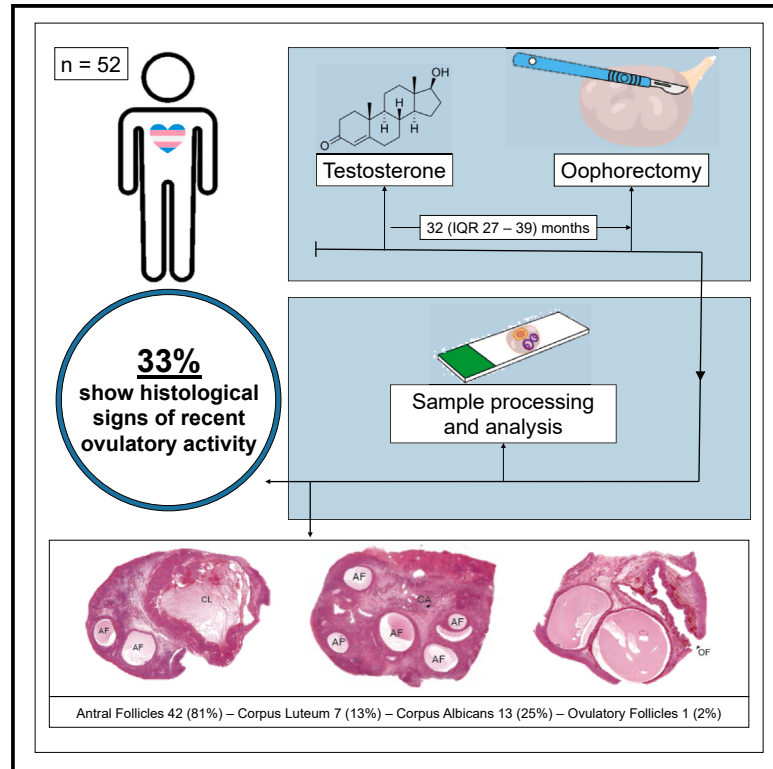 n = 52
OH
H
H
H
O
Testosterone
Oophorectomy
32 (IQR 27 – 39) months
33%
show histological
signs of recent
ovulatory activity
Sample processing
and analysis
CL
AF
AF
AF
CA
AF
AF
AF
AF
OF
Antral Follicles 42 (81%) – Corpus Luteum 7 (13%) – Corpus Albicans 13 (25%) – Ovulatory Follicles 1 (2%)